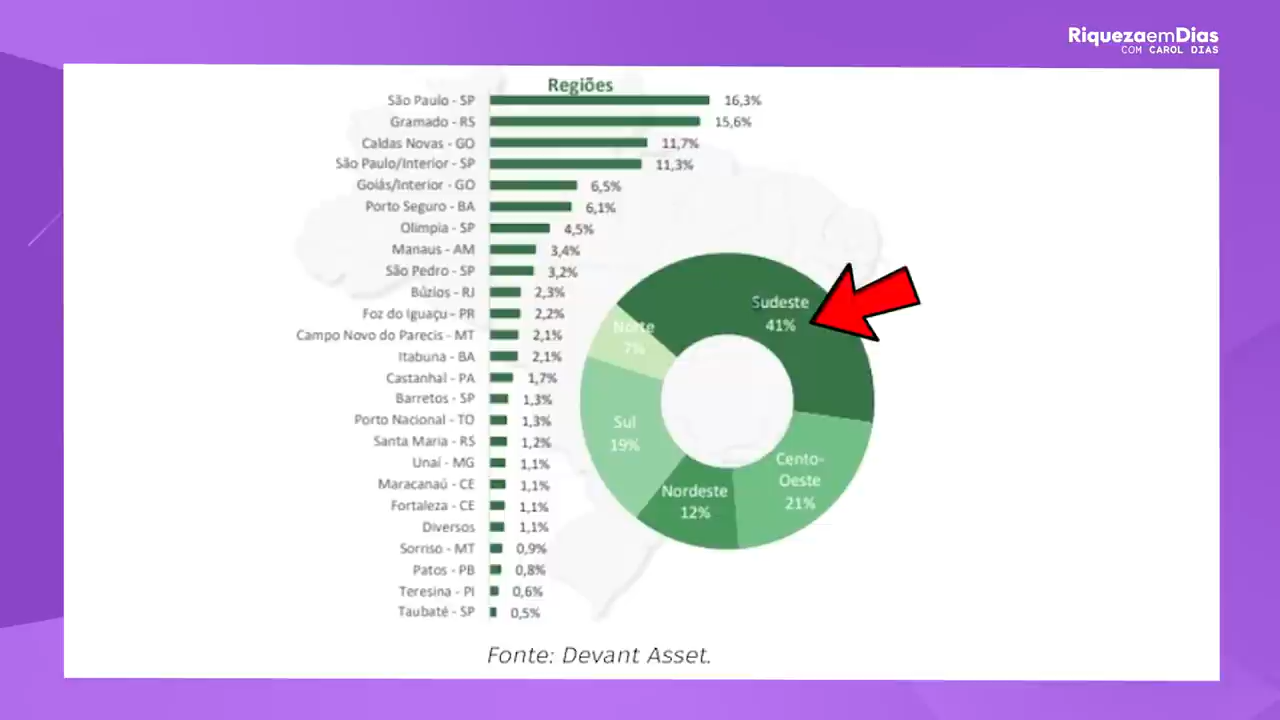 RiquezaemDias
COM CAROL DIAS
Regiões
São Paulo - SP 16,3%
Gramado - RS 15,6%
Caldas Novas - GO 11,7%
São Paulo/Interior - SP 11,3%
Goiás/Interior - GO 6,5%
Porto Seguro - BA 6,1%
Olimpia - SP 4,5%
Manaus - AM 3,4%
São Pedro - SP 3,2%
Búzios - RJ 2,3%
Foz do Iguaçu - PR 2,2%
Campo Novo do Parecis - MT 2,1%
Itabuna - BA 2,1%
Castanhal - PA 1,7%
Barretos - SP 1,3%
Porto Nacional - TO 1,3%
Santa Maria - RS 1,2%
Unaí - MG 1,1%
Maracanaú - CE 1,1%
Fortaleza - CE 1,1%
Diversos 1,1%
Sorriso - MT 0,9%
Patos - PB 0,8%
Teresina - PI 0,6%
Taubaté - SP 0,5%
Sudeste
41%
Cento-
Oeste
21%
Nordeste
12%
Sul
19%
Norte
7%
Fonte: Devant Asset.